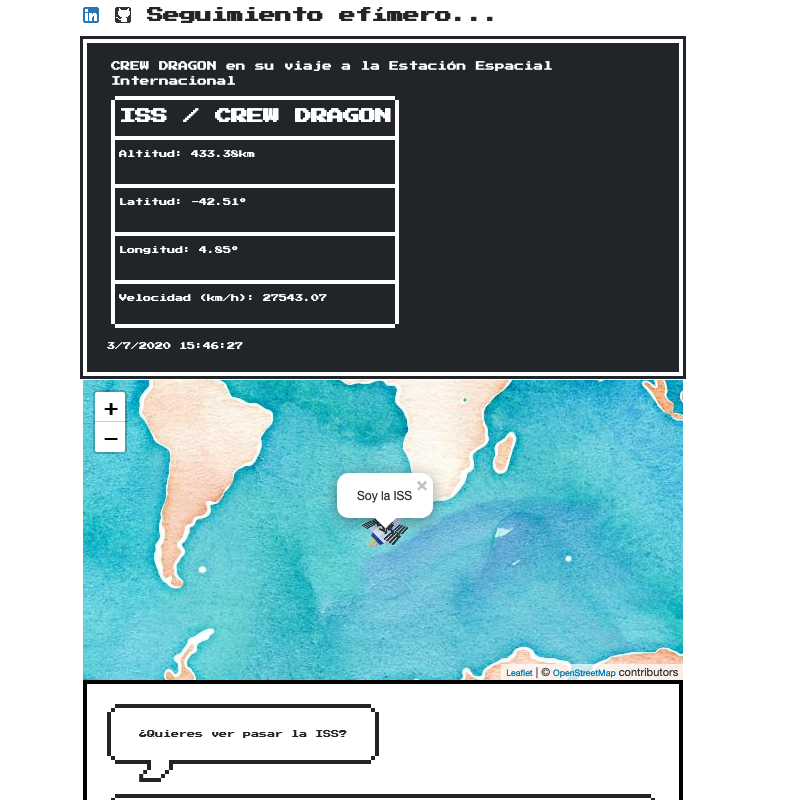 Seguimiento efímero...
CREW DRAGON en su viaje a la Estación Espacial
Internacional
ISS / CREW DRAGON
Altitud: 433.38km
Latitud: -42.51°
Longitud: 4.85°
Velocidad (km/h): 27543.07
3/7/2020 15:46:27
+
−
Soy la ISS ×
Leaflet | © OpenStreetMap contributors
¿Quieres ver pasar la ISS?